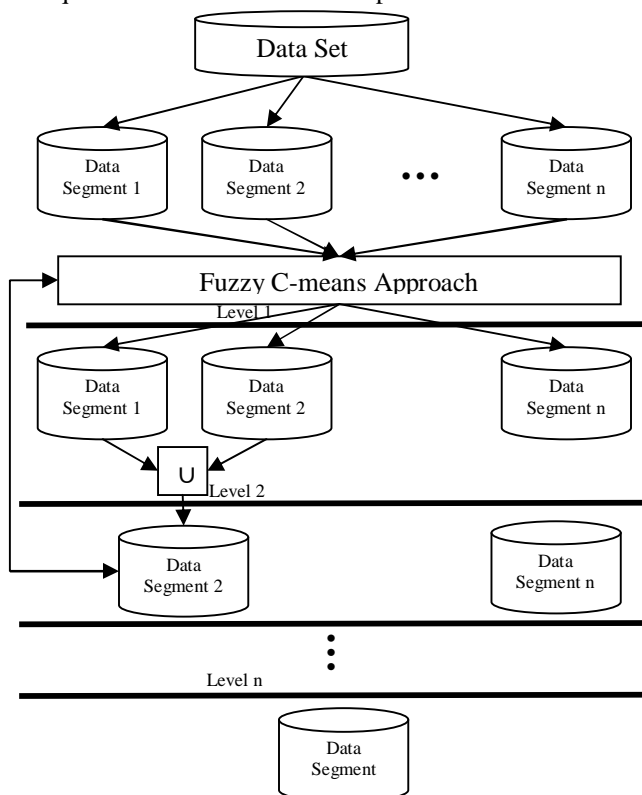 Data Set
Data
Segment 1
Data
Segment 2
...
Data
Segment n
Fuzzy C-means Approach
Level 1
Data
Segment 1
Data
Segment 2
Data
Segment n
∪
Level 2
Data
Segment 2
Data
Segment n
Level n
Data
Segment